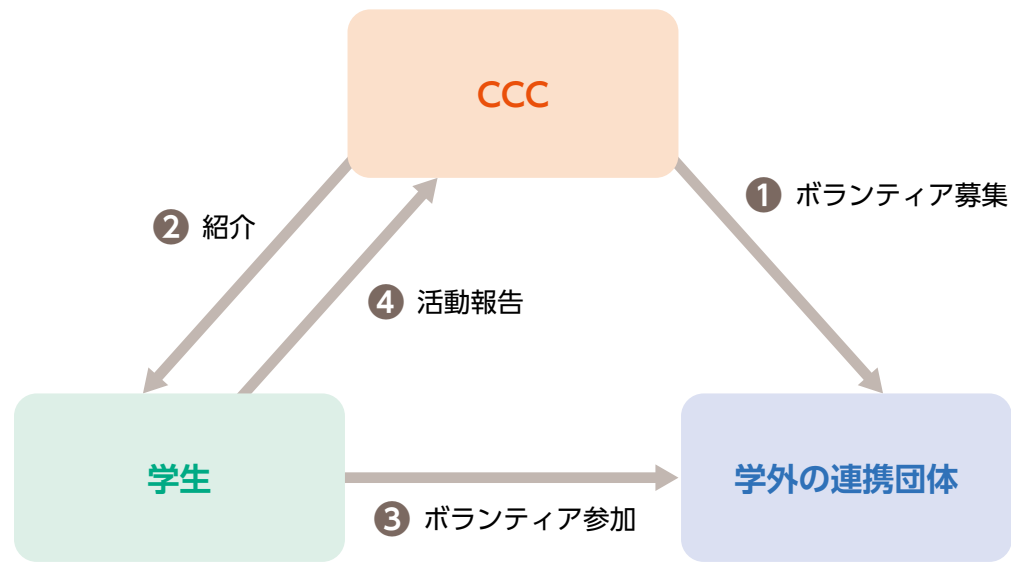 CCC
❶ ボランティア募集
❷ 紹介
❹ 活動報告
学生
学外の連携団体
❸ ボランティア参加